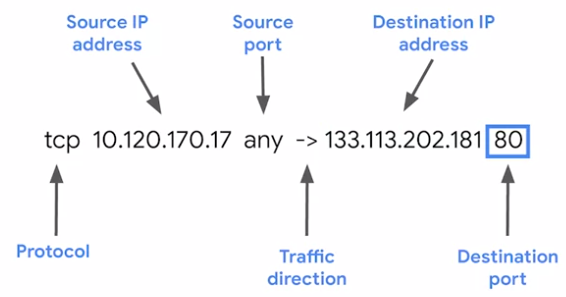 Source IP
address
Source
port
Destination IP
address
tcp 10.120.170.17 any -> 133.113.202.181 80
Protocol
Traffic
direction
Destination
port